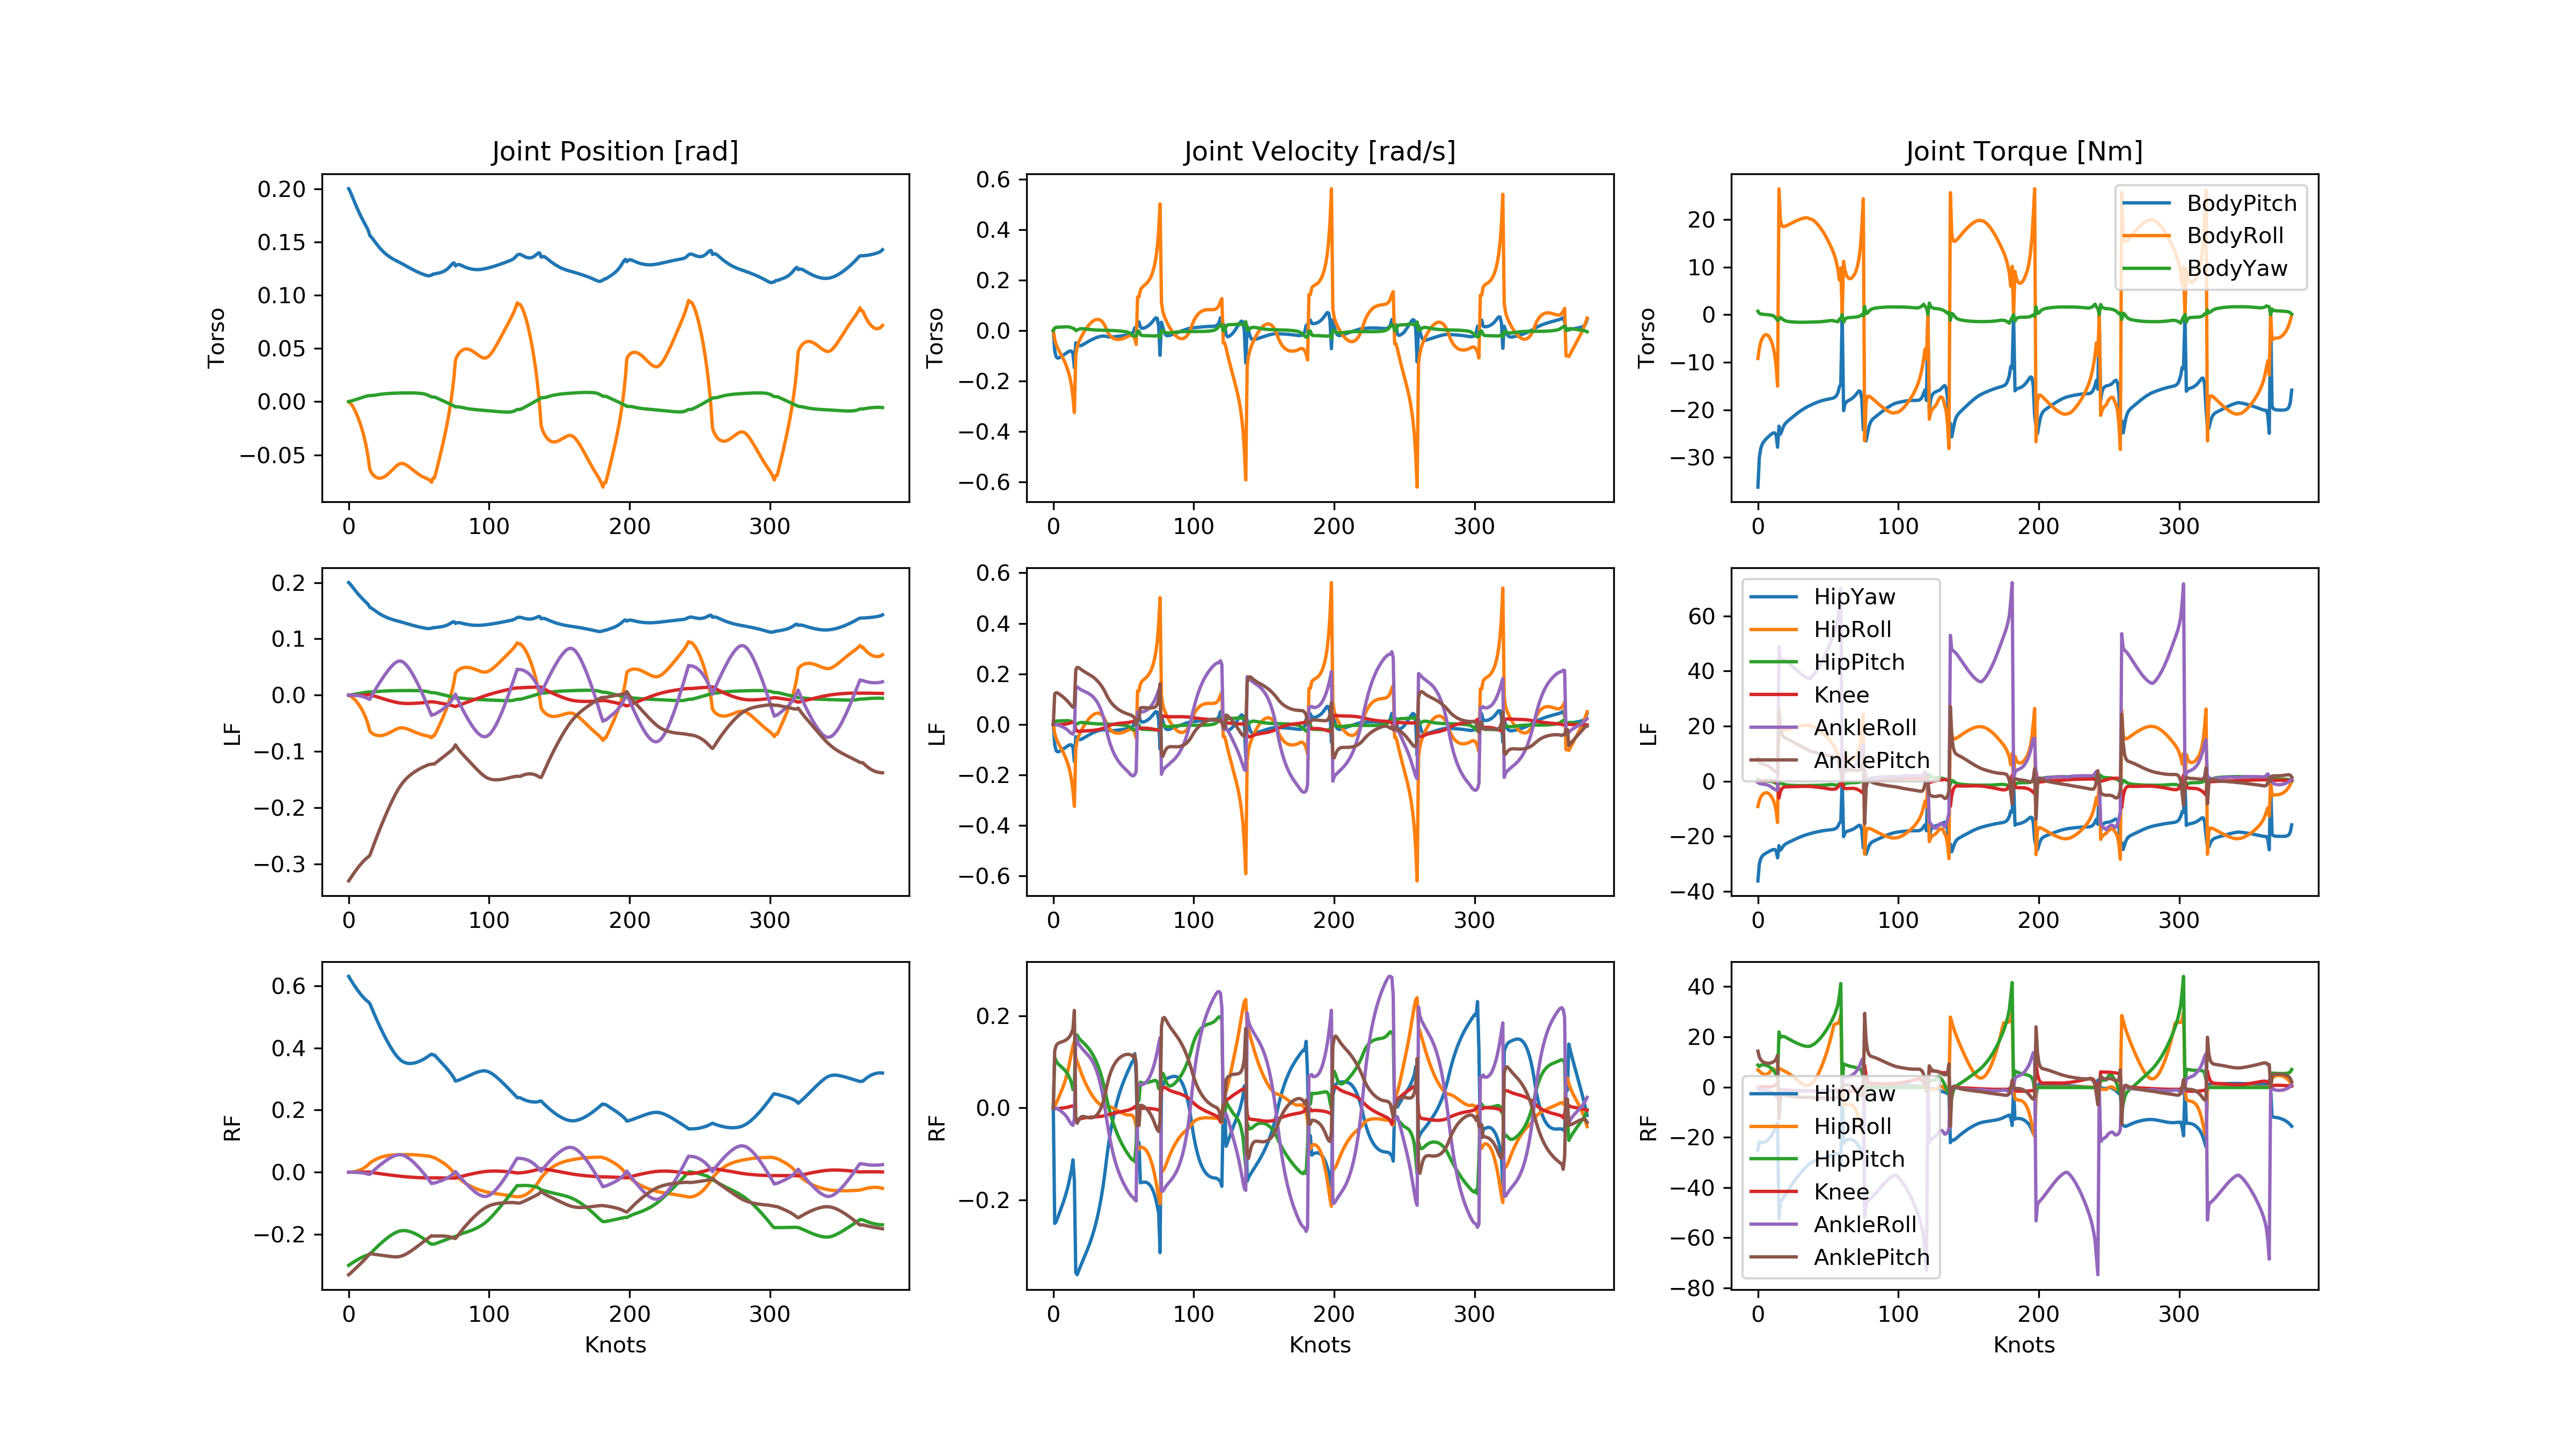 Joint Position [rad]
Joint Velocity [rad/s]
Joint Torque [Nm]
Torso
0.20
0.15
0.10
0.05
0.00
−0.05
0 100 200 300
Torso
0.6
0.4
0.2
0.0
−0.2
−0.4
−0.6
0 100 200 300
Torso
20
10
0
−10
−20
−30
0 100 200 300
BodyPitch
BodyRoll
BodyYaw
LF
0.2
0.1
0.0
−0.1
−0.2
−0.3
0 100 200 300
LF
0.6
0.4
0.2
0.0
−0.2
−0.4
−0.6
0 100 200 300
LF
60
40
20
0
−20
−40
0 100 200 300
HipYaw
HipRoll
HipPitch
Knee
AnkleRoll
AnklePitch
RF
0.6
0.4
0.2
0.0
−0.2
0 100 200 300
Knots
RF
0.2
0.0
−0.2
0 100 200 300
Knots
RF
40
20
0
−20
−40
−60
−80
0 100 200 300
Knots
HipYaw
HipRoll
HipPitch
Knee
AnkleRoll
AnklePitch